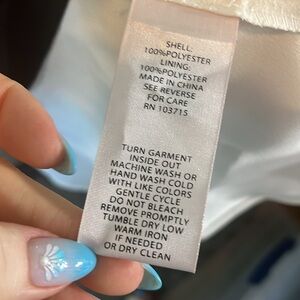 SHELL:
100%POLYESTER
LINING:
100%POLYESTER
MADE IN CHINA
SEE REVERSE
FOR CARE
RN 103715
TURN GARMENT
INSIDE OUT
MACHINE WASH OR
HAND WASH COLD
WITH LIKE COLORS
GENTLE CYCLE
DO NOT BLEACH
REMOVE PROMPTLY
TUMBLE DRY LOW
WARM IRON
IF NEEDED
OR DRY CLEAN